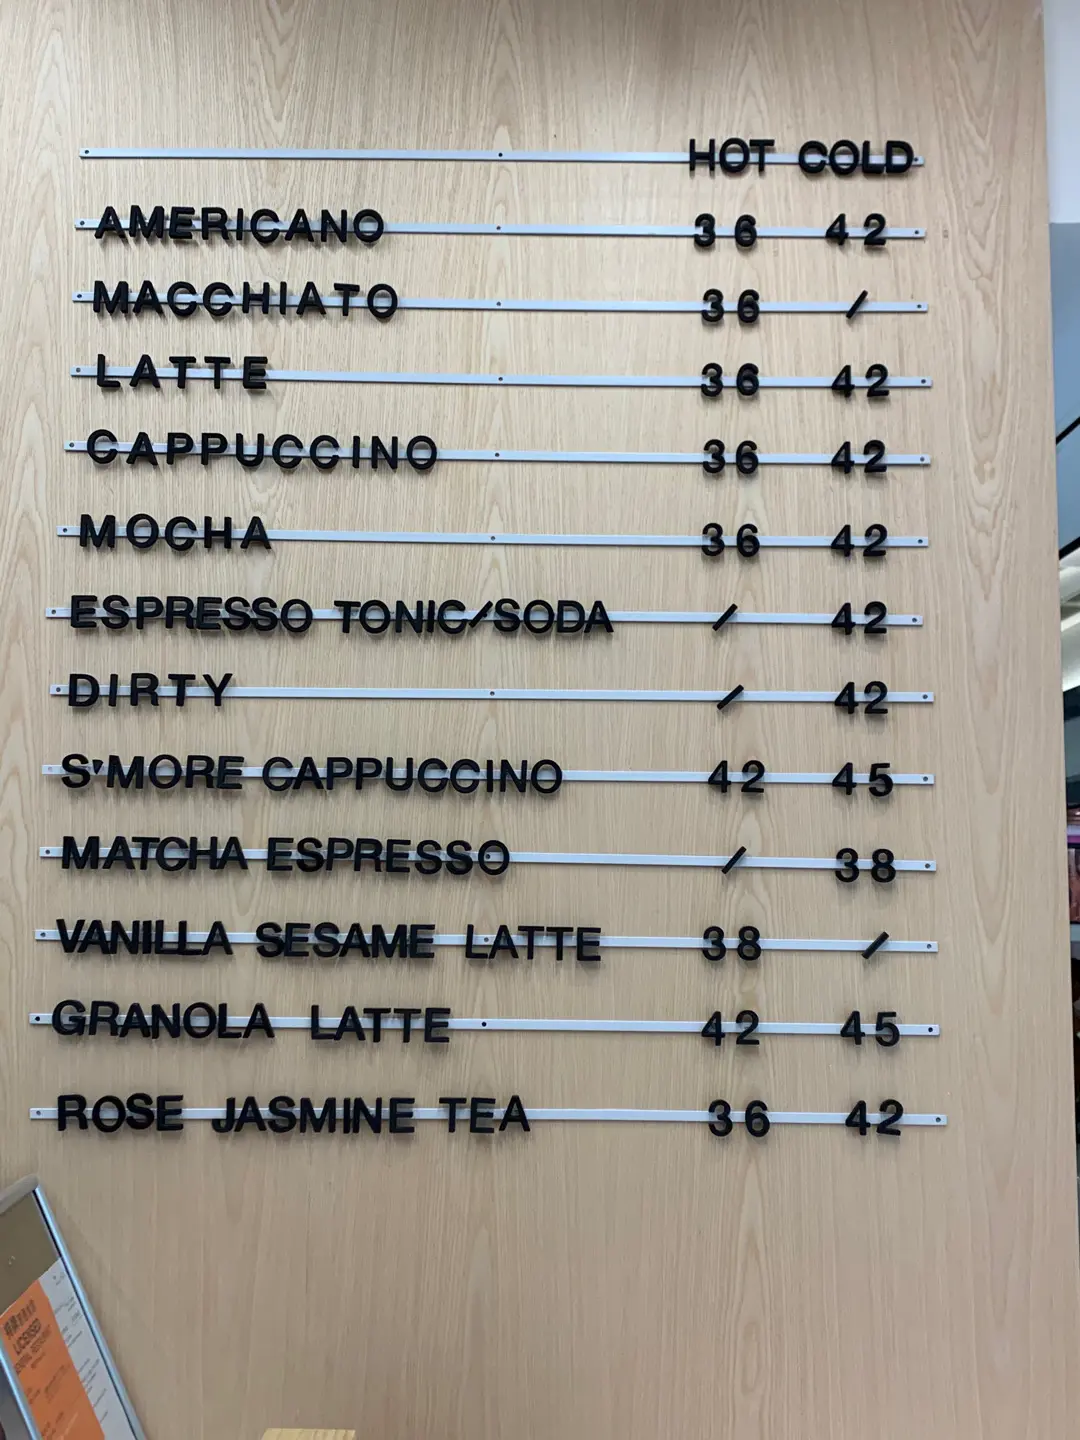 HOT COLD
AMERICANO 36 42
MACCHIATO 36 /
LATTE 36 42
CAPPUCCINO 36 42
MOCHA 36 42
ESPRESSO TONIC/SODA / 42
DIRTY / 42
S'MORE CAPPUCCINO 42 45
MATCHA ESPRESSO / 38
VANILLA SESAME LATTE 38 /
GRANOLA LATTE 42 45
ROSE JASMINE TEA 36 42
LICENSED